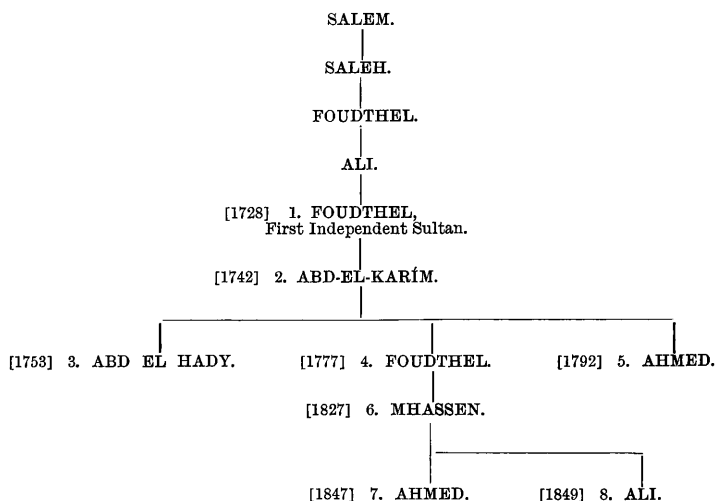 SALEM.
SALEH.
FOUDTHEL.
ALI.
[1728] 1. FOUDTHEL,
First Independent Sultan.
[1742] 2. ABD-EL-KARÍM.
[1753] 3. ABD EL HADY. [1777] 4. FOUDTHEL. [1792] 5. AHMED.
[1827] 6. MHASSEN.
[1847] 7. AHMED. [1849] 8. ALI.